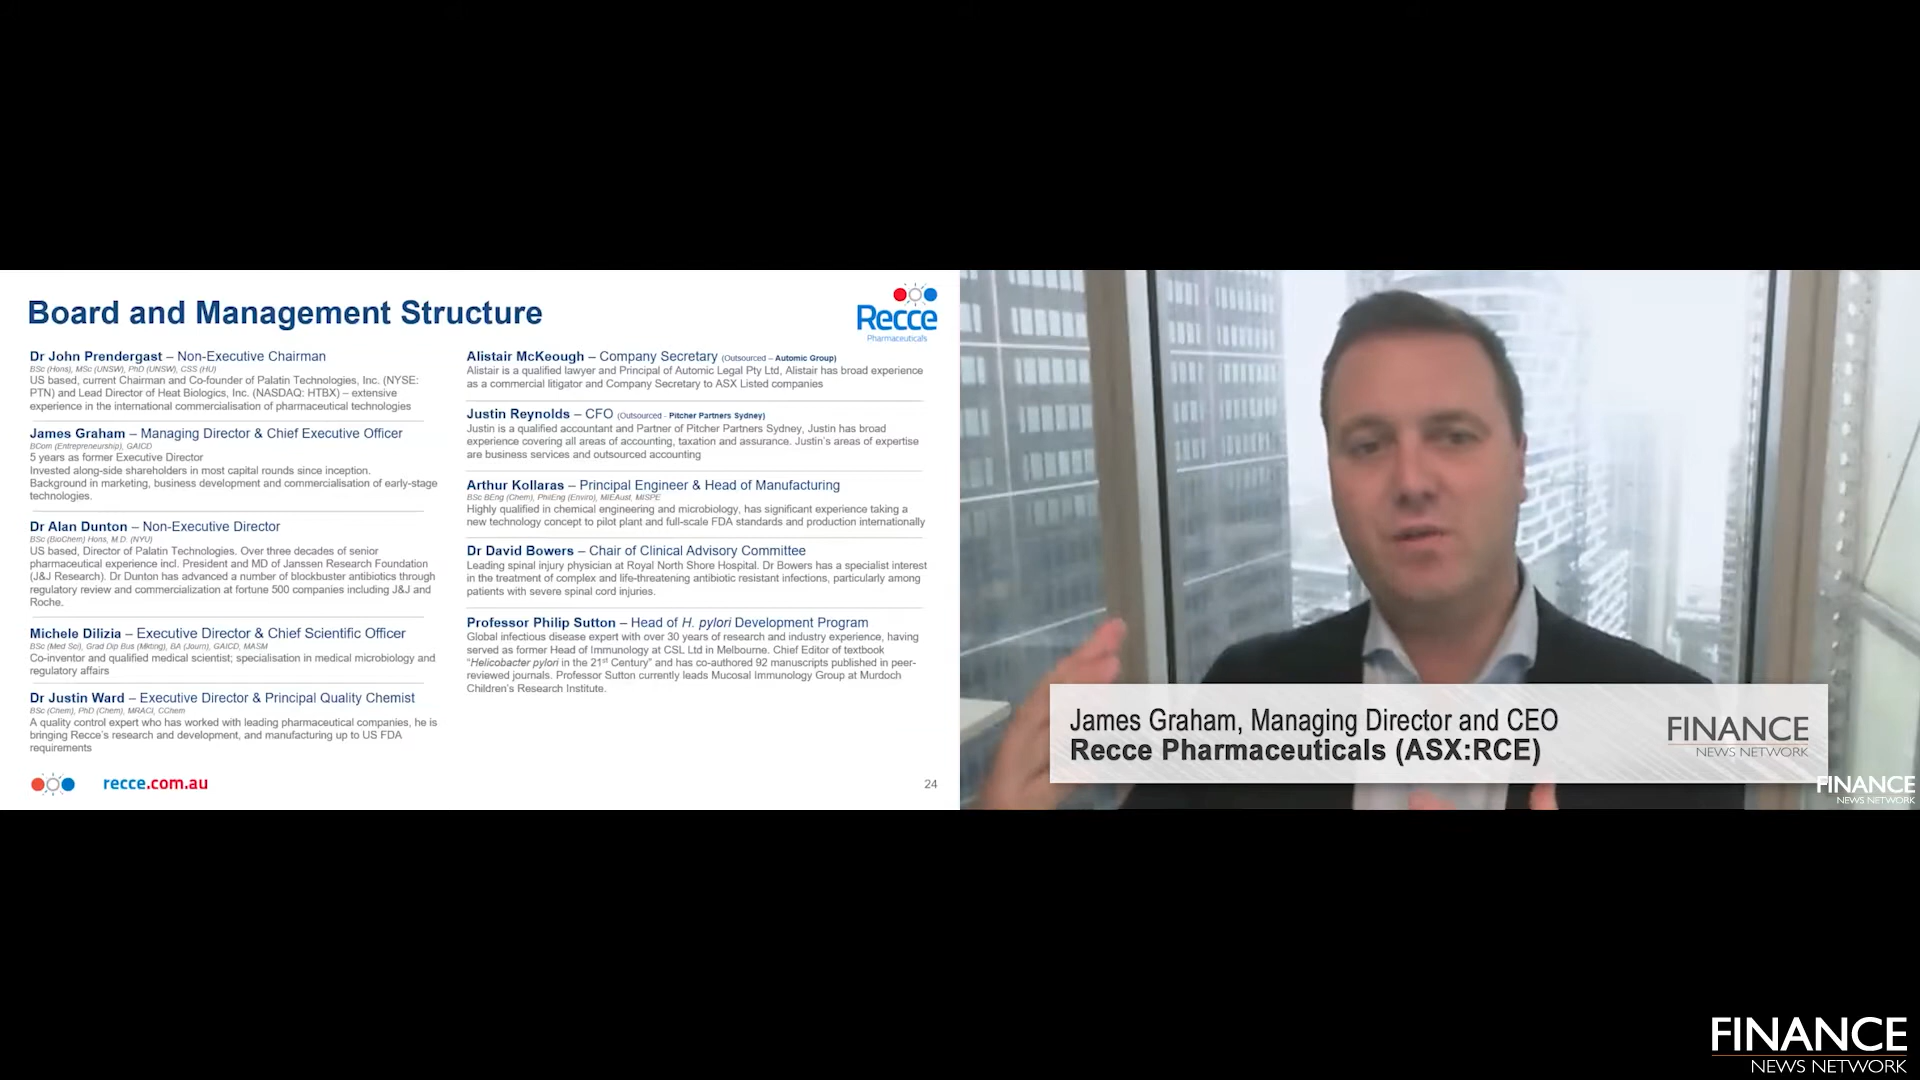 Board and Management Structure
Recce
Pharmaceuticals
Dr John Prendergast – Non-Executive Chairman
BSc (Hons), MSc (UNSW), PhD (UNSW), CSS (HU)
US based, current Chairman and Co-founder of Palatin Technologies, Inc. (NYSE:
PTN) and Lead Director of Heat Biologics, Inc. (NASDAQ: HTBX) – extensive
experience in the international commercialisation of pharmaceutical technologies
James Graham – Managing Director & Chief Executive Officer
BCom (Entrepreneurship), GAICD
5 years as former Executive Director
Invested along-side shareholders in most capital rounds since inception.
Background in marketing, business development and commercialisation of early-stage
technologies.
Dr Alan Dunton – Non-Executive Director
BSc (BioChem) Hons, M.D. (NYU)
US based, Director of Palatin Technologies. Over three decades of senior
pharmaceutical experience incl. President and MD of Janssen Research Foundation
(J&J Research). Dr Dunton has advanced a number of blockbuster antibiotics through
regulatory review and commercialization at fortune 500 companies including J&J and
Roche.
Michele Dilizia – Executive Director & Chief Scientific Officer
BSc (Med Sci), Grad Dip Bus (Mkting), BA (Journ), GAICD, MASM
Co-inventor and qualified medical scientist; specialisation in medical microbiology and
regulatory affairs
Dr Justin Ward – Executive Director & Principal Quality Chemist
BSc (Chem), PhD (Chem), MRACI, CChem
A quality control expert who has worked with leading pharmaceutical companies, he is
bringing Recce's research and development, and manufacturing up to US FDA
requirements
Alistair McKeough – Company Secretary (Outsourced – Automic Group)
Alistair is a qualified lawyer and Principal of Automic Legal Pty Ltd, Alistair has broad experience
as a commercial litigator and Company Secretary to ASX Listed companies
Justin Reynolds – CFO (Outsourced - Pitcher Partners Sydney)
Justin is a qualified accountant and Partner of Pitcher Partners Sydney, Justin has broad
experience covering all areas of accounting, taxation and assurance. Justin's areas of expertise
are business services and outsourced accounting
Arthur Kollaras – Principal Engineer & Head of Manufacturing
BSc BEng (Chem), PhilEng (Enviro), MIEAust, MISPE
Highly qualified in chemical engineering and microbiology, has significant experience taking a
new technology concept to pilot plant and full-scale FDA standards and production internationally
Dr David Bowers – Chair of Clinical Advisory Committee
Leading spinal injury physician at Royal North Shore Hospital. Dr Bowers has a specialist interest
in the treatment of complex and life-threatening antibiotic resistant infections, particularly among
patients with severe spinal cord injuries.
Professor Philip Sutton – Head of H. pylori Development Program
Global infectious disease expert with over 30 years of research and industry experience, having
served as former Head of Immunology at CSL Ltd in Melbourne. Chief Editor of textbook
"Helicobacter pylori in the 21st Century" and has co-authored 92 manuscripts published in peer-
reviewed journals. Professor Sutton currently leads Mucosal Immunology Group at Murdoch
Children's Research Institute.
recce.com.au
24
James Graham, Managing Director and CEO
Recce Pharmaceuticals (ASX:RCE)
FINANCE
NEWS NETWORK
FINANCE
NEWS NETWORK
FINANCE
NEWS NETWORK